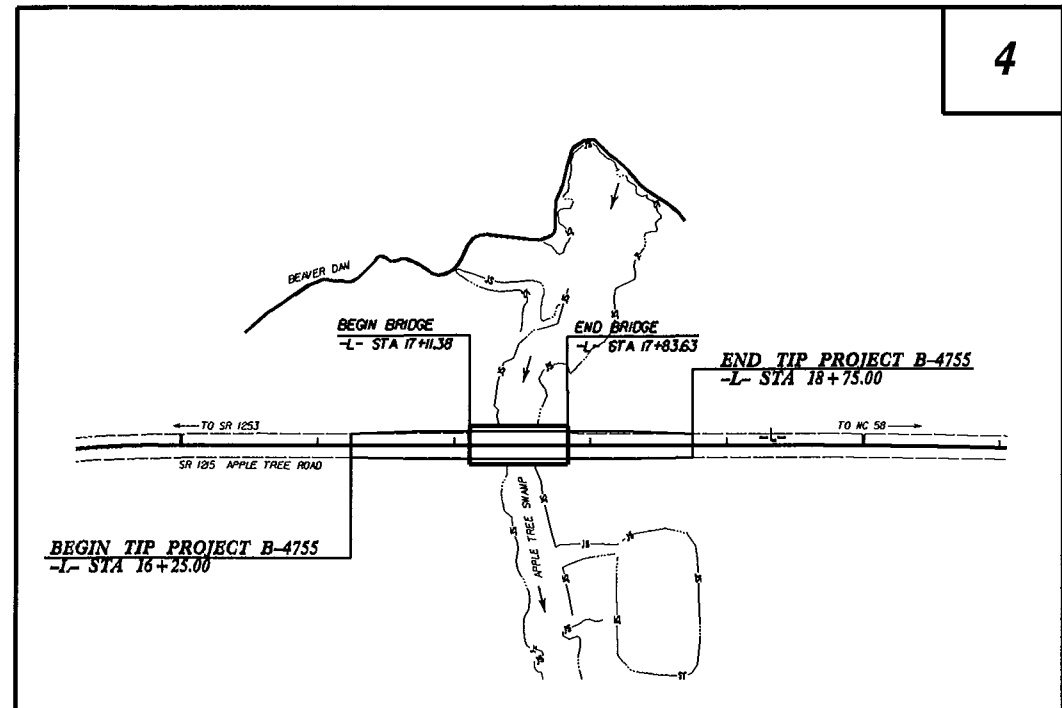 4
BEAVER DAM
BEGIN BRIDGE
-L- STA 17+11.38
END BRIDGE
-L- STA 17+83.63
END TIP PROJECT B-4755
-L- STA 18+75.00
TO SR 1253
-L-
TO NC 58
SR 1215 APPLE TREE ROAD
APPLE TREE SWAMP
BEGIN TIP PROJECT B-4755
-L- STA 16+25.00